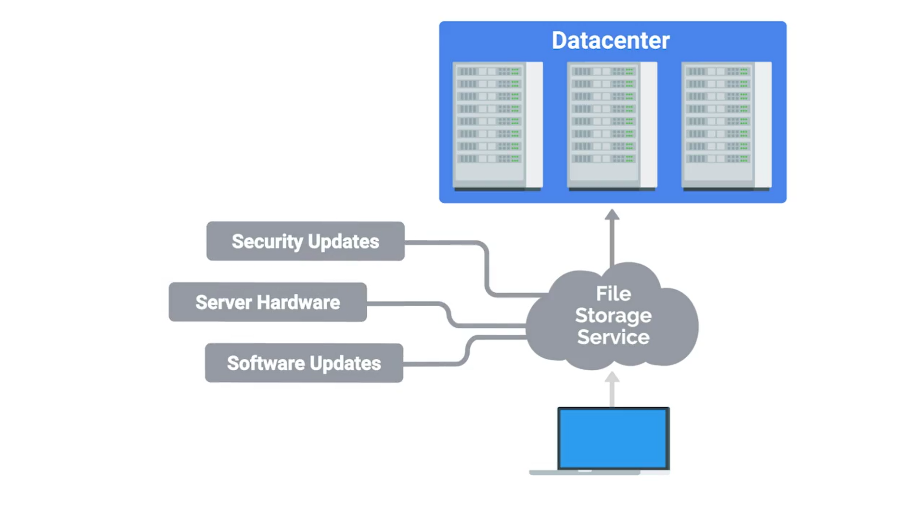 Datacenter
Security Updates
Server Hardware
Software Updates
File
Storage
Service